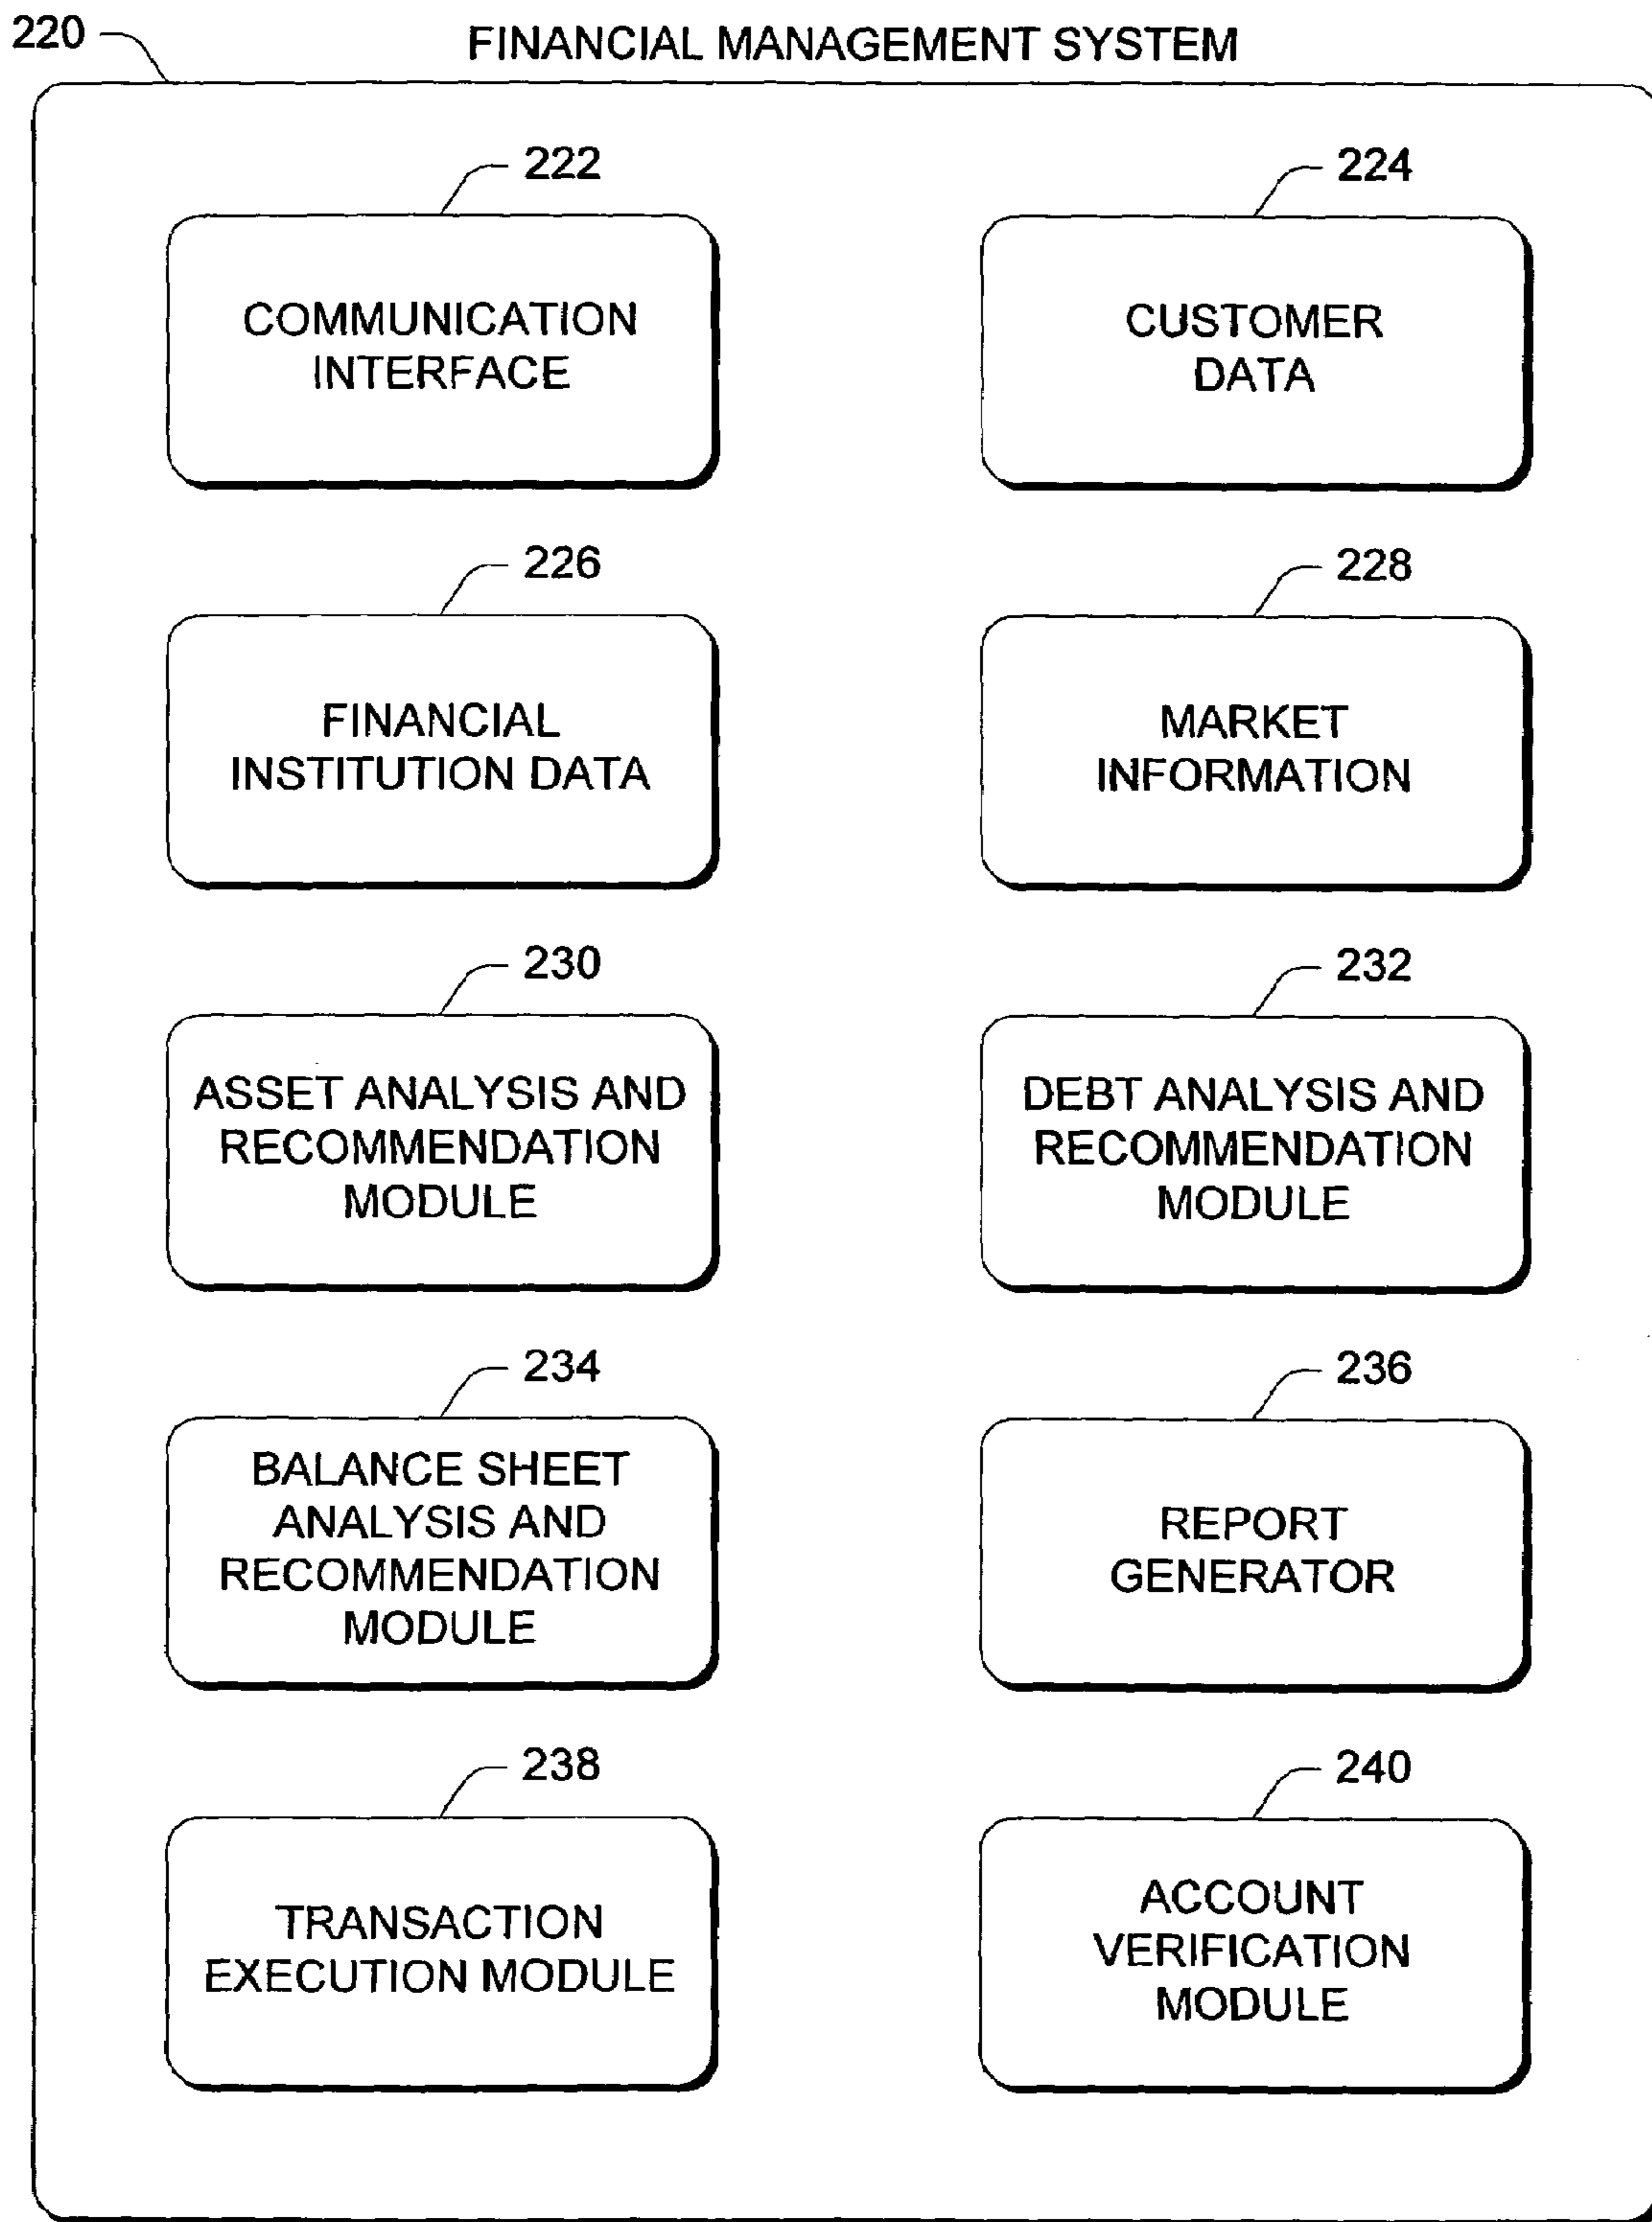 220
FINANCIAL MANAGEMENT SYSTEM
222
COMMUNICATION
INTERFACE
224
CUSTOMER
DATA
226
FINANCIAL
INSTITUTION DATA
228
MARKET
INFORMATION
230
ASSET ANALYSIS AND
RECOMMENDATION
MODULE
232
DEBT ANALYSIS AND
RECOMMENDATION
MODULE
234
BALANCE SHEET
ANALYSIS AND
RECOMMENDATION
MODULE
236
REPORT
GENERATOR
238
TRANSACTION
EXECUTION MODULE
240
ACCOUNT
VERIFICATION
MODULE